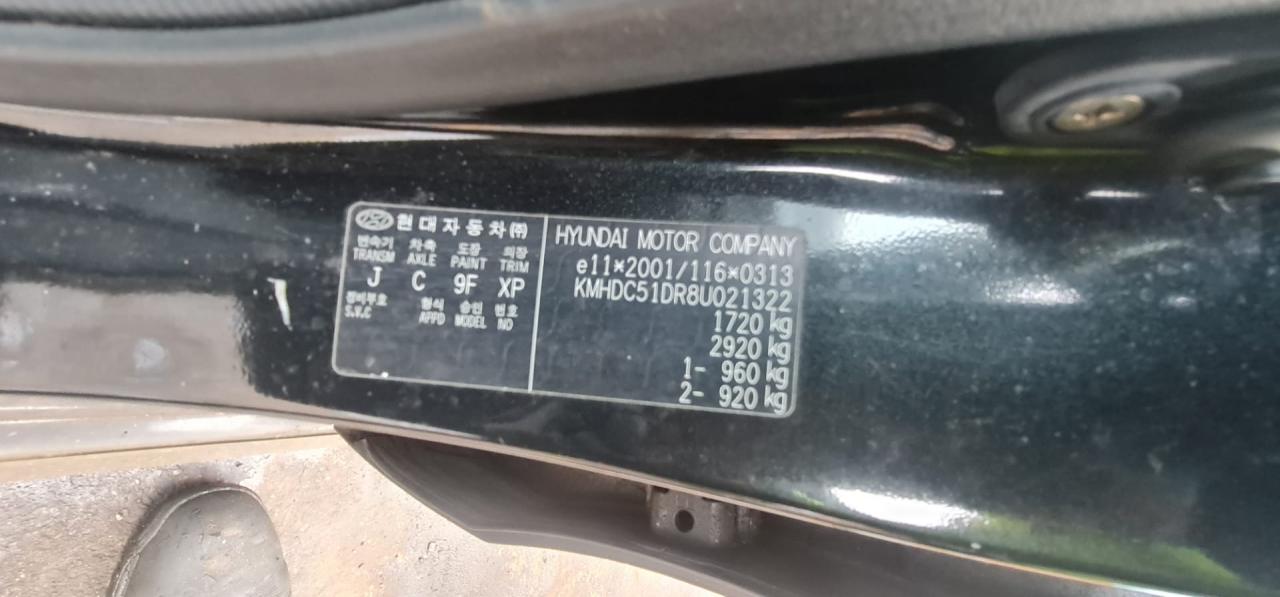 현대자동차㈜
변속기 차축 도장 의장
TRANSM AXLE PAINT TRIM
J C 9F XP
정비부호 형식 승인 번호
S.V.C APPD MODEL NO
HYUNDAI MOTOR COMPANY
e11*2001/116*0313
KMHDC51DR8U021322
1720 kg
2920 kg
1- 960 kg
2- 920 kg